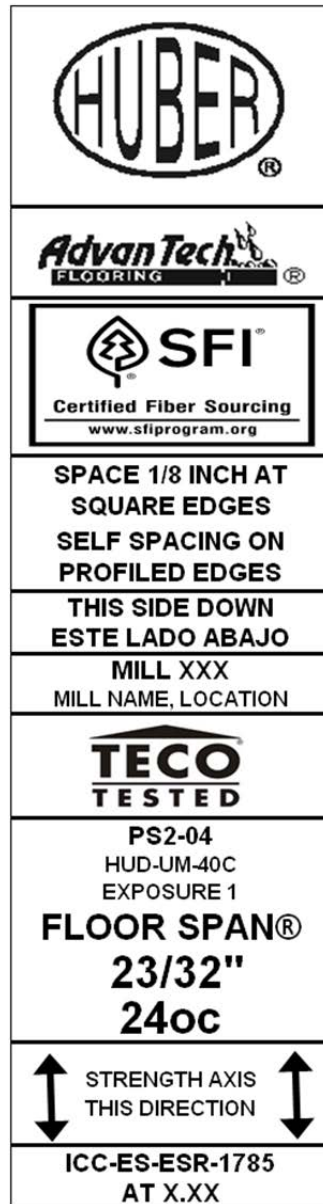 HUBER
®
AdvanTech
FLOORING ®
SFI®
®
Certified Fiber Sourcing
www.sfiprogram.org
SPACE 1/8 INCH AT
SQUARE EDGES
SELF SPACING ON
PROFILED EDGES
THIS SIDE DOWN
ESTE LADO ABAJO
MILL XXX
MILL NAME, LOCATION
TECO
TESTED
PS2-04
HUD-UM-40C
EXPOSURE 1
FLOOR SPAN®
23/32"
24oc
STRENGTH AXIS
THIS DIRECTION
ICC-ES-ESR-1785
AT X.XX